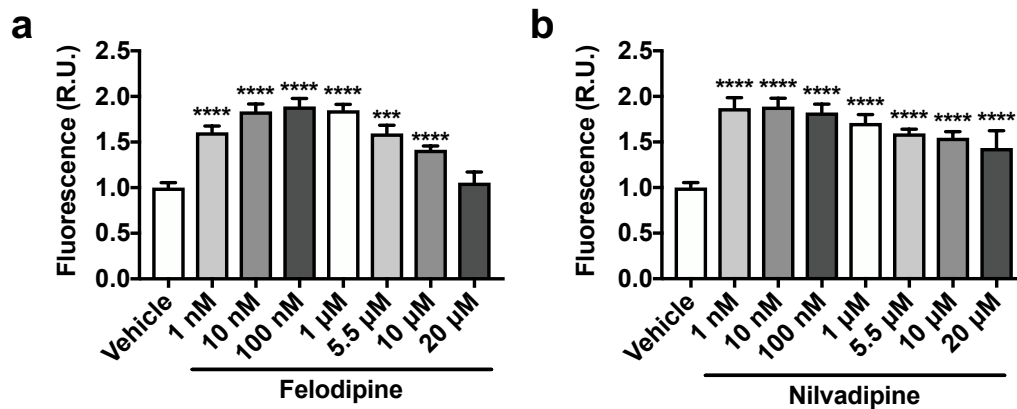 a
Fluorescence (R.U.)
2.5
2.0
1.5
1.0
0.5
0.0
****
****
****
****
***
****
Vehicle
1 nM
10 nM
100 nM
1 µM
5.5 µM
10 µM
20 µM
Felodipine
b
Fluorescence (R.U.)
2.5
2.0
1.5
1.0
0.5
0.0
****
****
****
****
****
****
****
Vehicle
1 nM
10 nM
100 nM
1 µM
5.5 µM
10 µM
20 µM
Nilvadipine